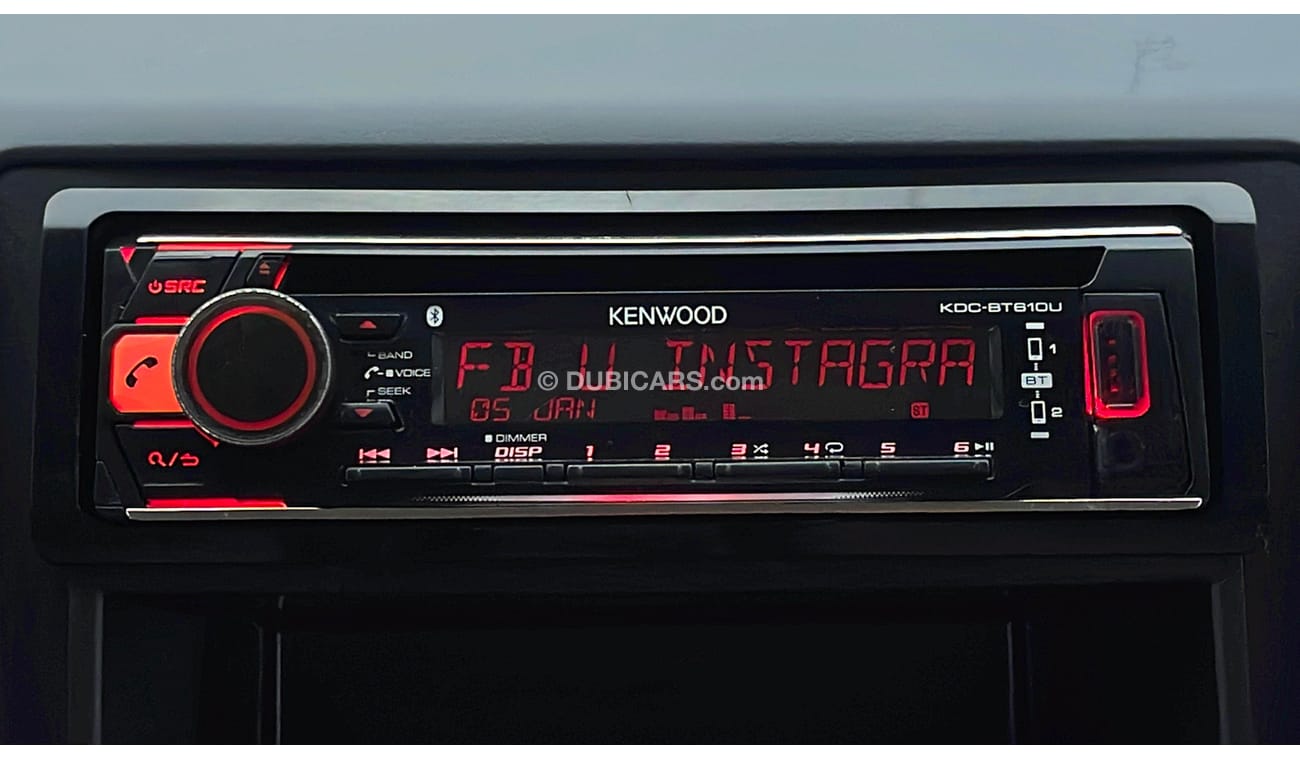 SRC
KENWOOD
KDC-BT610U
BAND
VOICE
SEEK
FB W INSTAGRA
© DUBICARS.com
05 JAN
ST
1
BT
2
DIMMER
DISP 1 2 3 4 5 6